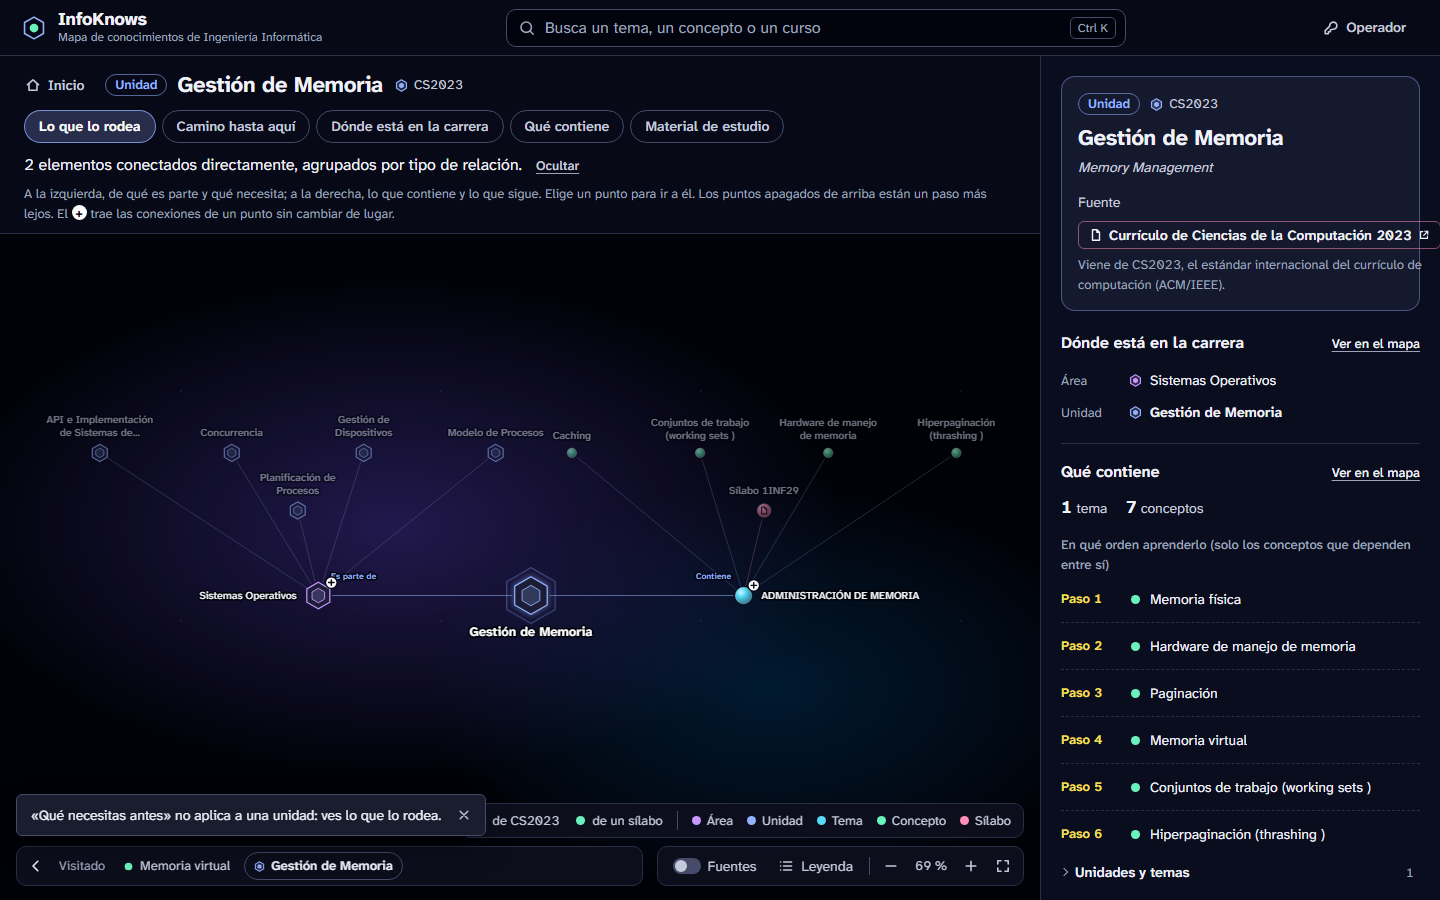 InfoKnows
Mapa de conocimientos de Ingeniería Informática
Busca un tema, un concepto o un curso
Ctrl K
Operador
Inicio
Unidad
Gestión de Memoria
CS2023
Lo que lo rodea
Camino hasta aquí
Dónde está en la carrera
Qué contiene
Material de estudio
2 elementos conectados directamente, agrupados por tipo de relación.
Ocultar
A la izquierda, de qué es parte y qué necesita; a la derecha, lo que contiene y lo que sigue. Elige un punto para ir a él. Los puntos apagados de arriba están un paso más
lejos. El + trae las conexiones de un punto sin cambiar de lugar.
API e Implementación
de Sistemas de...
Concurrencia
Gestión de
Dispositivos
Modelo de Procesos
Caching
Conjuntos de trabajo
(working sets )
Hardware de manejo
de memoria
Hiperpaginación
(thrashing )
Planificación de
Procesos
Sílabo 1INF29
Es parte de
Contiene
Sistemas Operativos
ADMINISTRACIÓN DE MEMORIA
Gestión de Memoria
«Qué necesitas antes» no aplica a una unidad: ves lo que lo rodea.
de CS2023
de un sílabo
Área
Unidad
Tema
Concepto
Sílabo
Visitado
Memoria virtual
Gestión de Memoria
Fuentes
Leyenda
69 %
Unidad
CS2023
Gestión de Memoria
Memory Management
Fuente
Currículo de Ciencias de la Computación 2023
Viene de CS2023, el estándar internacional del currículo de
computación (ACM/IEEE).
Dónde está en la carrera
Ver en el mapa
Área
Sistemas Operativos
Unidad
Gestión de Memoria
Qué contiene
Ver en el mapa
1 tema
7 conceptos
En qué orden aprenderlo (solo los conceptos que dependen
entre sí)
Paso 1
Memoria física
Paso 2
Hardware de manejo de memoria
Paso 3
Paginación
Paso 4
Memoria virtual
Paso 5
Conjuntos de trabajo (working sets )
Paso 6
Hiperpaginación (thrashing )
Unidades y temas
1